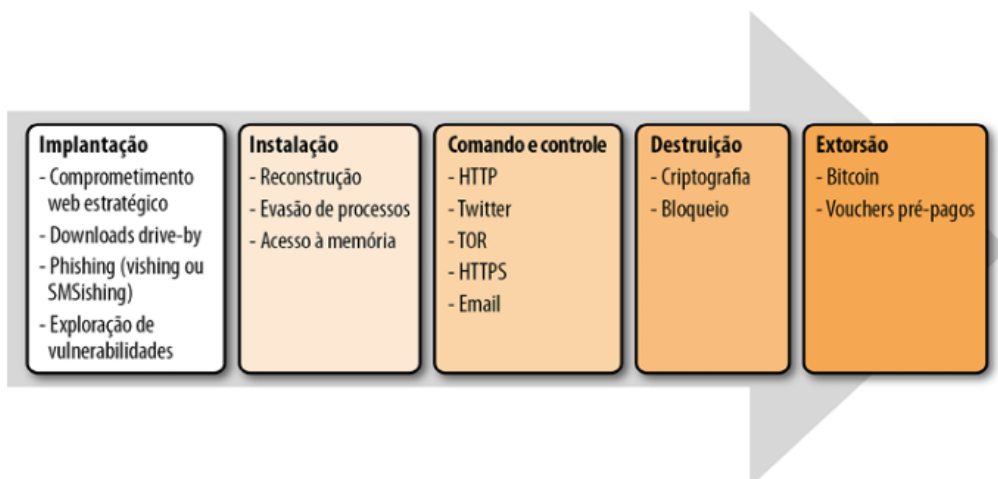 Implantação
- Comprometimento
web estratégico
- Downloads drive-by
- Phishing (vishing ou
SMSishing)
- Exploração de
vulnerabilidades
Instalação
- Reconstrução
- Evasão de processos
- Acesso à memória
Comando e controle
- HTTP
- Twitter
- TOR
- HTTPS
- Email
Destruição
- Criptografia
- Bloqueio
Extorsão
- Bitcoin
- Vouchers pré-pagos